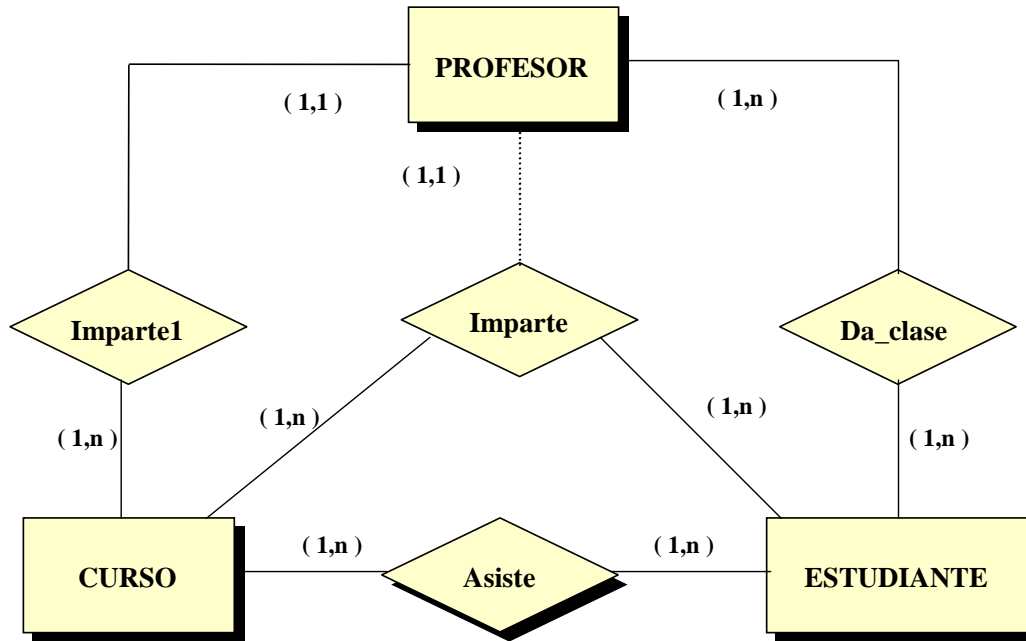 PROFESOR
( 1,1 )
( 1,n )
( 1,1 )
Imparte1
Imparte
Da_clase
( 1,n )
( 1,n )
( 1,n )
( 1,n )
( 1,n )
( 1,n )
CURSO
Asiste
ESTUDIANTE